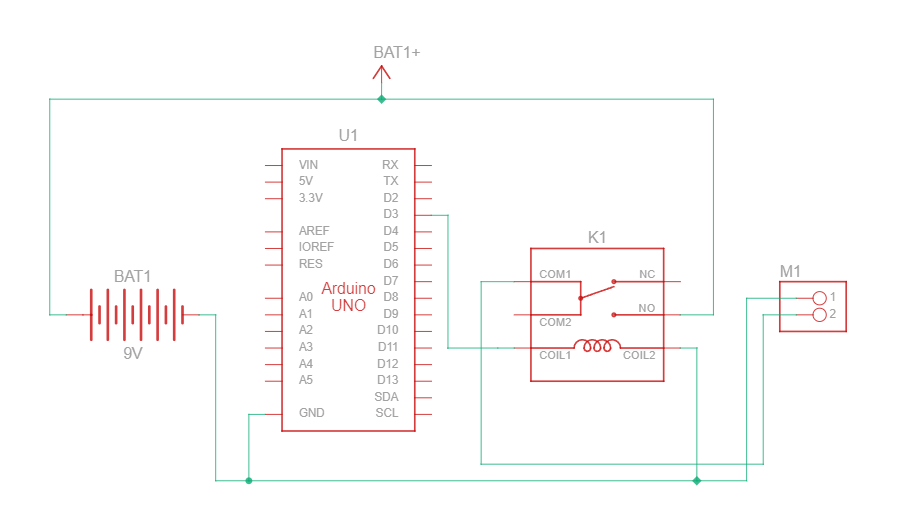 BAT1+
U1
VIN RX
5V TX
3.3V D2
D3
AREF D4
IOREF D5
RES D6
D7
A0 D8
A1 D9
A2 D10
A3 D11
A4 D12
A5 D13
SDA
GND SCL
Arduino
UNO
BAT1
9V
K1
COM1 NC
NO
COM2
COIL1 COIL2
M1
1
2